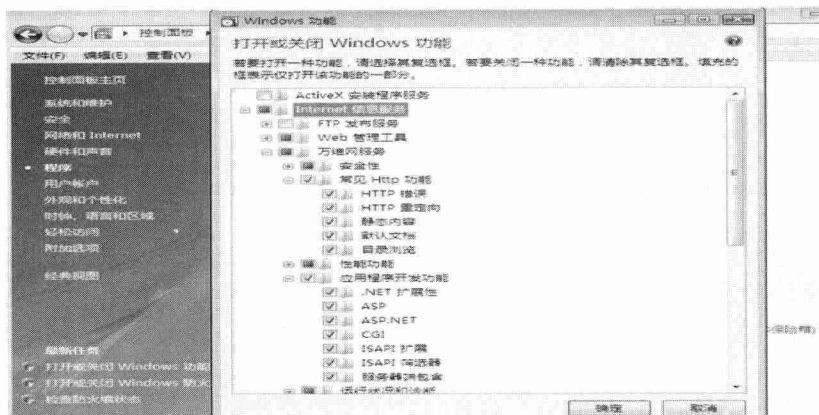 控制面板
文件(F) 编辑(E) 查看(V)
控制面板主页
系统和维护
安全
网络和 Internet
硬件和声音
程序
用户帐户
外观和个性化
时钟、语言和区域
轻松访问
附加选项
经典视图
最新任务
打开或关闭 Windows 功能
打开或关闭 Windows 防火
检查防火墙状态
Windows 功能
打开或关闭 Windows 功能
若要打开一种功能，请选择其复选框。若要关闭一种功能，请清除其复选框。填充的
框表示仅打开该功能的一部分。
ActiveX 安装程序服务
Internet 信息服务
FTP 发布服务
Web 管理工具
万维网服务
安全性
常见 Http 功能
HTTP 错误
HTTP 重定向
静态内容
默认文档
目录浏览
性能功能
应用程序开发功能
.NET 扩展性
ASP
ASP.NET
CGI
ISAPI 扩展
ISAPI 筛选器
服务器端包含
运行状况和诊断
确定
取消